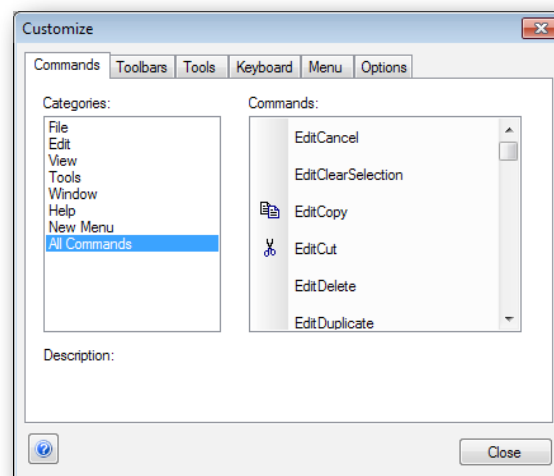 Customize
Commands Toolbars Tools Keyboard Menu Options
Categories:
File
Edit
View
Tools
Window
Help
New Menu
All Commands
Commands:
EditCancel
EditClearSelection
EditCopy
EditCut
EditDelete
EditDuplicate
Description:
Close